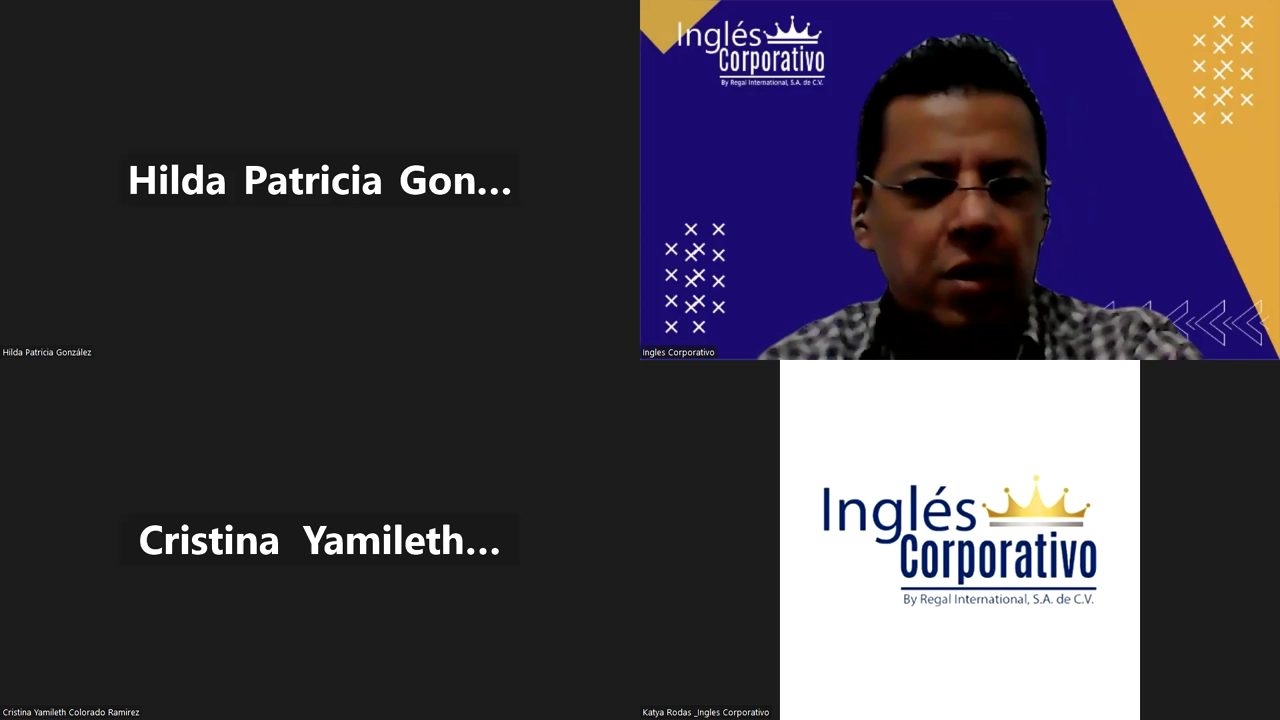 Hilda Patricia Gon...
Hilda Patricia González
Inglés
Corporativo
By Regal International, S.A. de C.V.
Ingles Corporativo
Cristina Yamileth...
Cristina Yamileth Colorado Ramirez
Inglés
Corporativo
By Regal International, S.A. de C.V.
Katya Rodas _Ingles Corporativo